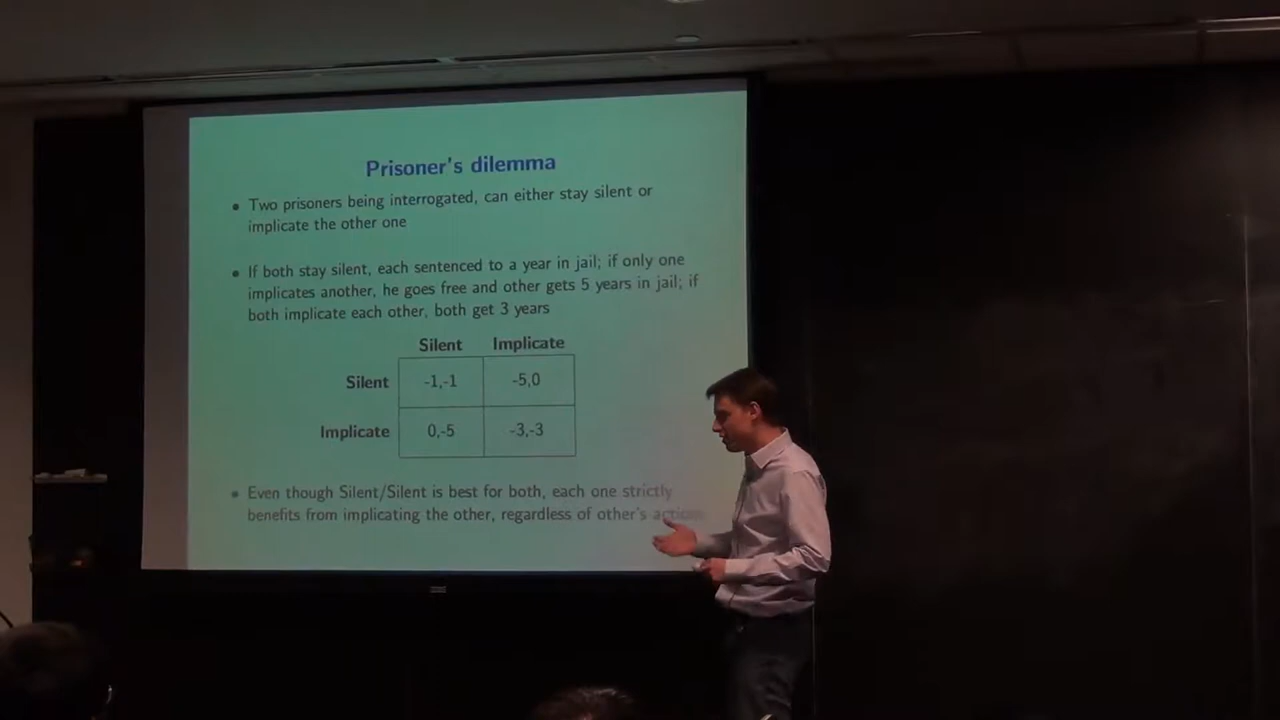 Prisoner's dilemma
• Two prisoners being interrogated, can either stay silent or
implicate the other one
• If both stay silent, each sentenced to a year in jail; if only one
implicates another, he goes free and other gets 5 years in jail; if
both implicate each other, both get 3 years
Silent Implicate
Silent -1,-1 -5,0
Implicate 0,-5 -3,-3
• Even though Silent/Silent is best for both, each one strictly
benefits from implicating the other, regardless of other's actions